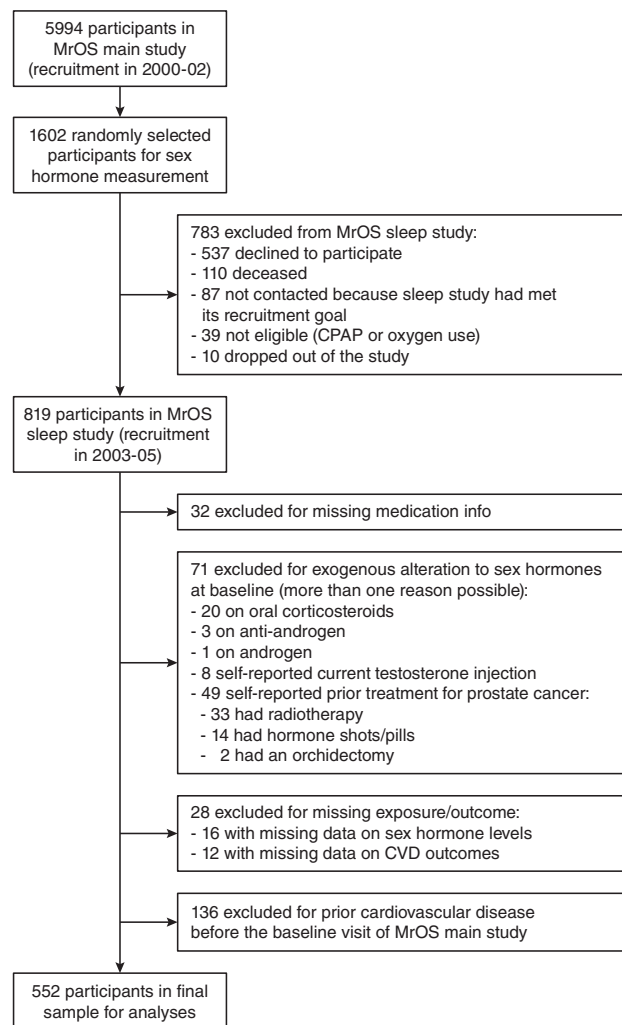 5994 participants in
MrOS main study
(recruitment in 2000-02)
1602 randomly selected
participants for sex
hormone measurement
783 excluded from MrOS sleep study:
- 537 declined to participate
- 110 deceased
- 87 not contacted because sleep study had met
its recruitment goal
- 39 not eligible (CPAP or oxygen use)
- 10 dropped out of the study
819 participants in MrOS
sleep study (recruitment
in 2003-05)
32 excluded for missing medication info
71 excluded for exogenous alteration to sex hormones
at baseline (more than one reason possible):
- 20 on oral corticosteroids
- 3 on anti-androgen
- 1 on androgen
- 8 self-reported current testosterone injection
- 49 self-reported prior treatment for prostate cancer:
- 33 had radiotherapy
- 14 had hormone shots/pills
- 2 had an orchidectomy
28 excluded for missing exposure/outcome:
- 16 with missing data on sex hormone levels
- 12 with missing data on CVD outcomes
136 excluded for prior cardiovascular disease
before the baseline visit of MrOS main study
552 participants in final
sample for analyses